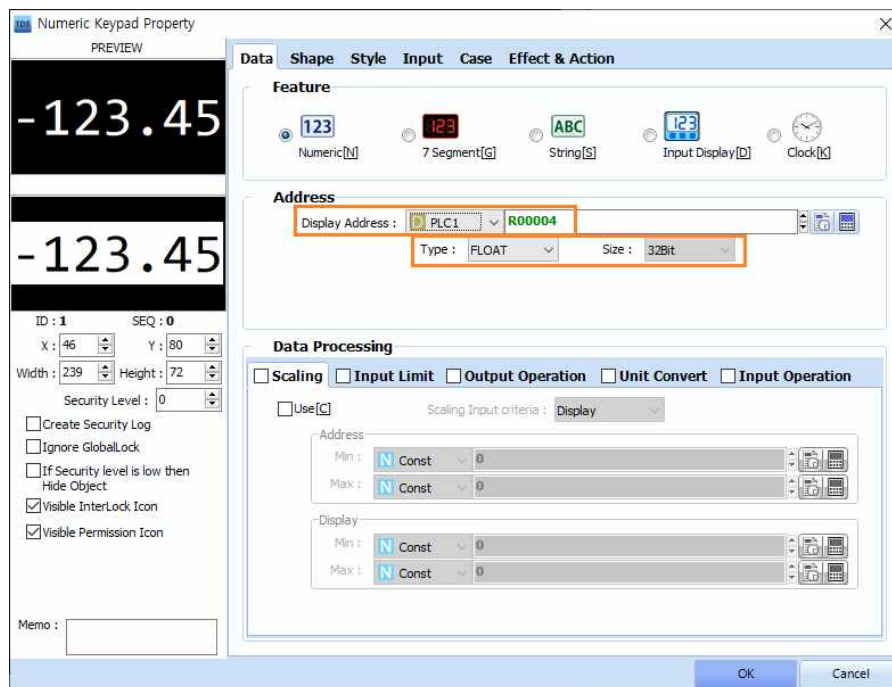 TDS Numeric Keypad Property
PREVIEW
-123.45
-123.45
ID : 1 SEQ : 0
X : 46 Y : 80
Width : 239 Height : 72
Security Level : 0
Create Security Log
Ignore GlobalLock
If Security level is low then
Hide Object
Visible InterLock Icon
Visible Permission Icon
Memo :
Data Shape Style Input Case Effect & Action
Feature
123 123 ABC 123
Numeric[N] 7 Segment[G] String[S] Input Display[D] Clock[K]
Address
Display Address : D PLC1 R00004
Type : FLOAT Size : 32Bit
Data Processing
Scaling Input Limit Output Operation Unit Convert Input Operation
Use[C] Scaling Input criteria : Display
Address
Min : N Const 0
Max : N Const 0
Display
Min : N Const 0
Max : N Const 0
OK Cancel